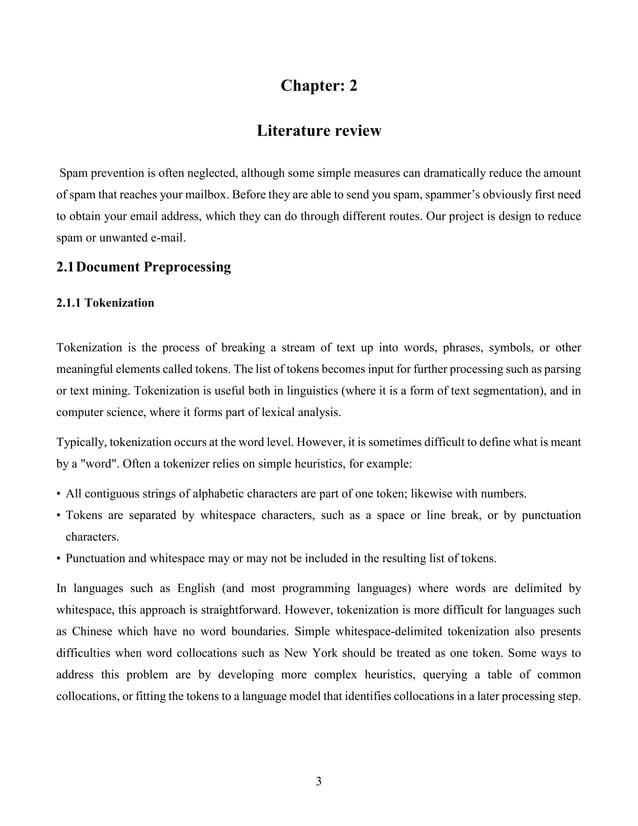 Chapter: 2
Literature review
Spam prevention is often neglected, although some simple measures can dramatically reduce the amount
of spam that reaches your mailbox. Before they are able to send you spam, spammer's obviously first need
to obtain your email address, which they can do through different routes. Our project is design to reduce
spam or unwanted e-mail.
2.1 Document Preprocessing
2.1.1 Tokenization
Tokenization is the process of breaking a stream of text up into words, phrases, symbols, or other
meaningful elements called tokens. The list of tokens becomes input for further processing such as parsing
or text mining. Tokenization is useful both in linguistics (where it is a form of text segmentation), and in
computer science, where it forms part of lexical analysis.
Typically, tokenization occurs at the word level. However, it is sometimes difficult to define what is meant
by a "word". Often a tokenizer relies on simple heuristics, for example:
• All contiguous strings of alphabetic characters are part of one token; likewise with numbers.
• Tokens are separated by whitespace characters, such as a space or line break, or by punctuation
characters.
• Punctuation and whitespace may or may not be included in the resulting list of tokens.
In languages such as English (and most programming languages) where words are delimited by
whitespace, this approach is straightforward. However, tokenization is more difficult for languages such
as Chinese which have no word boundaries. Simple whitespace-delimited tokenization also presents
difficulties when word collocations such as New York should be treated as one token. Some ways to
address this problem are by developing more complex heuristics, querying a table of common
collocations, or fitting the tokens to a language model that identifies collocations in a later processing step.
3